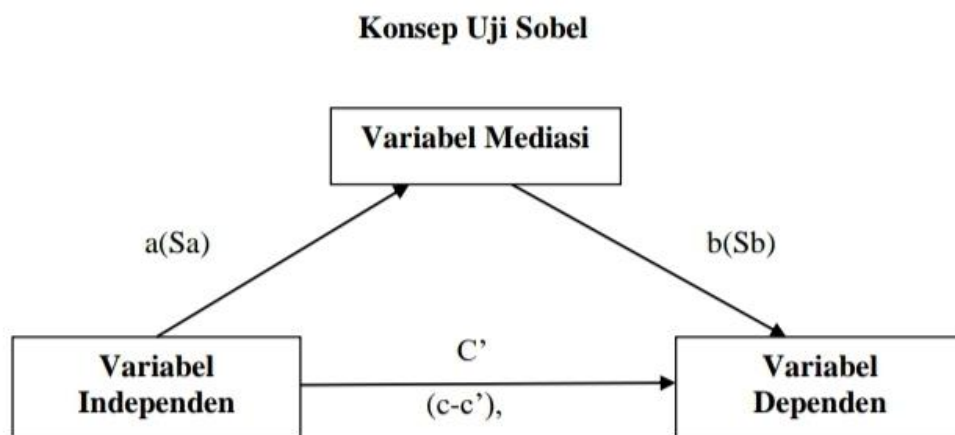 Konsep Uji Sobel
Variabel Mediasi
a(Sa)
b(Sb)
Variabel
Independen
C’
(c-c’),
Variabel
Dependen